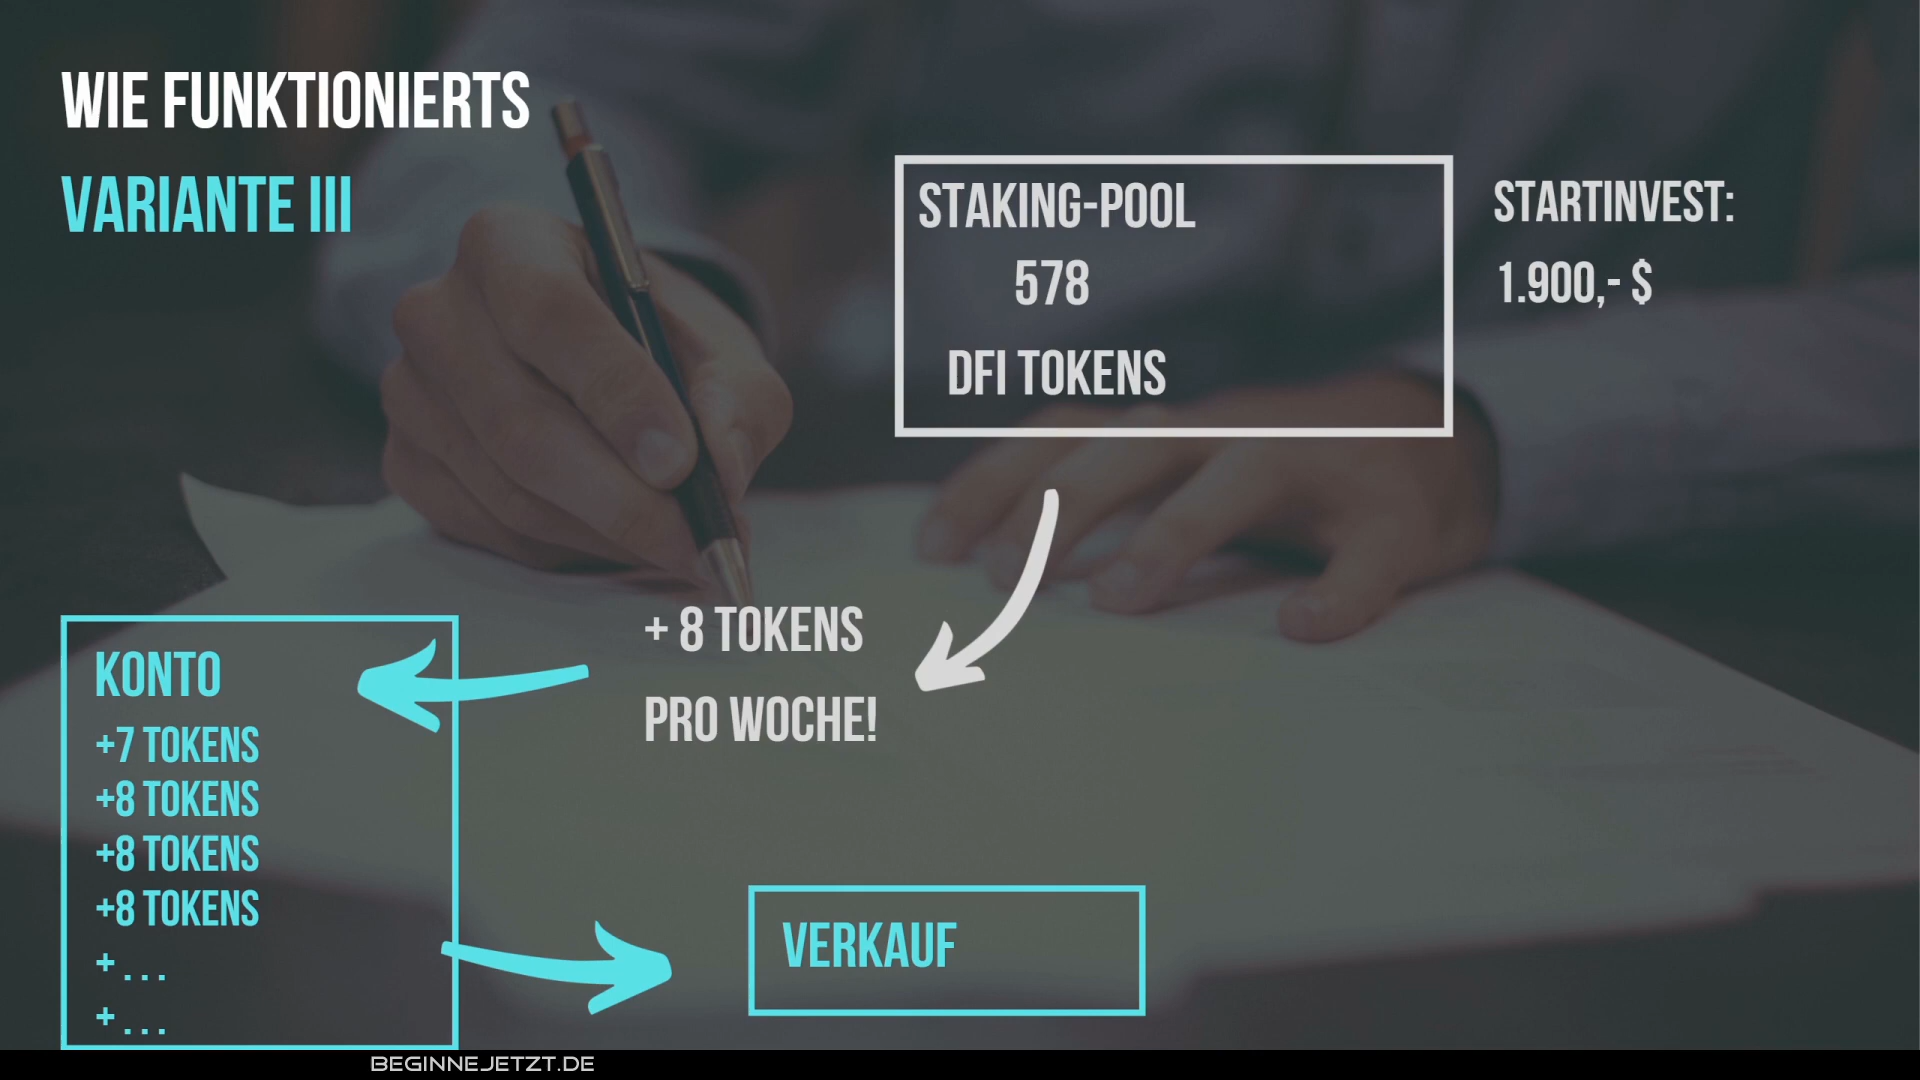 WIE FUNKTIONIERTS
VARIANTE III
STAKING-POOL
578
DFI TOKENS
STARTINVEST:
1.900,- $
+ 8 TOKENS
PRO WOCHE!
KONTO
+7 TOKENS
+8 TOKENS
+8 TOKENS
+8 TOKENS
+ . . .
+ . . .
VERKAUF
BEGINNEJETZT.DE